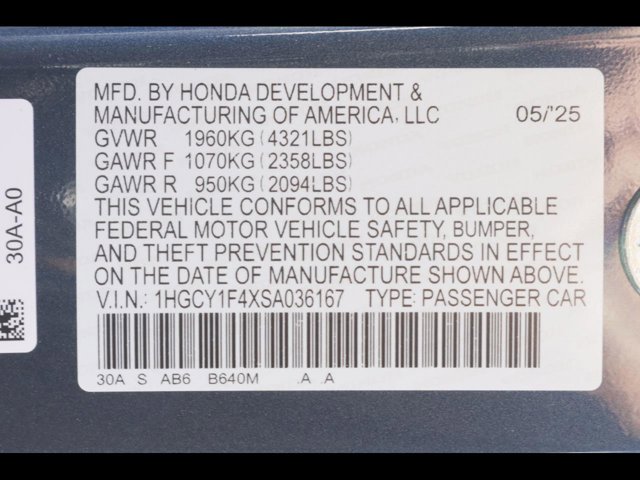 MFD. BY HONDA DEVELOPMENT &
MANUFACTURING OF AMERICA, LLC 05/'25
GVWR 1960KG (4321LBS)
GAWR F 1070KG (2358LBS)
GAWR R 950KG (2094LBS)
THIS VEHICLE CONFORMS TO ALL APPLICABLE
FEDERAL MOTOR VEHICLE SAFETY, BUMPER,
AND THEFT PREVENTION STANDARDS IN EFFECT
ON THE DATE OF MANUFACTURE SHOWN ABOVE.
V.I.N.: 1HGCY1F4XSA036167 TYPE: PASSENGER CAR
30A S AB6 B640M .A .A
30A-A0